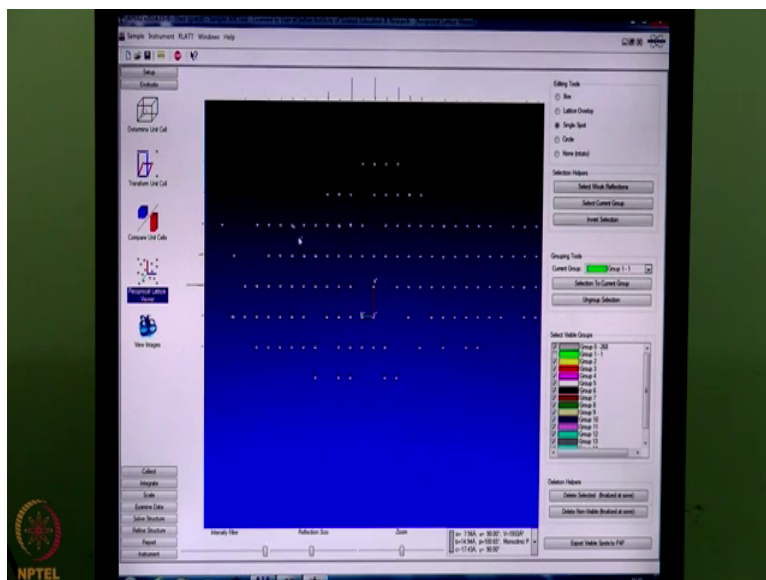 Sample Instrument RLATT Windows Help
Setup
Evaluate
Determine Unit Cell
Transform Unit Cell
Compare Unit Cells
Reciprocal Lattice
Viewer
View Images
Collect
Integrate
Scale
Examine Data
Solve Structure
Refine Structure
Report
Instrument
Editing Tools
Box
Lattice Overlay
Single Spot
Circle
None (rotate)
Selection Helpers
Select Weak Reflections
Select Current Group
Invert Selection
Grouping Tools
Current Group: Group 1 - 1
Selection To Current Group
Ungroup Selection
Select Visible Groups
Group 0 - 268
Group 1 - 1
Group 2
Group 3
Group 4
Group 5
Group 6
Group 7
Group 8
Group 9
Group 10
Group 11
Group 12
Group 13
Deletion Helpers
Delete Selected (finalized at save)
Delete Non Visible (finalized at save)
Export Visible Spots to P4P
Intensity Filter
Reflection Size
Zoom
NPTEL